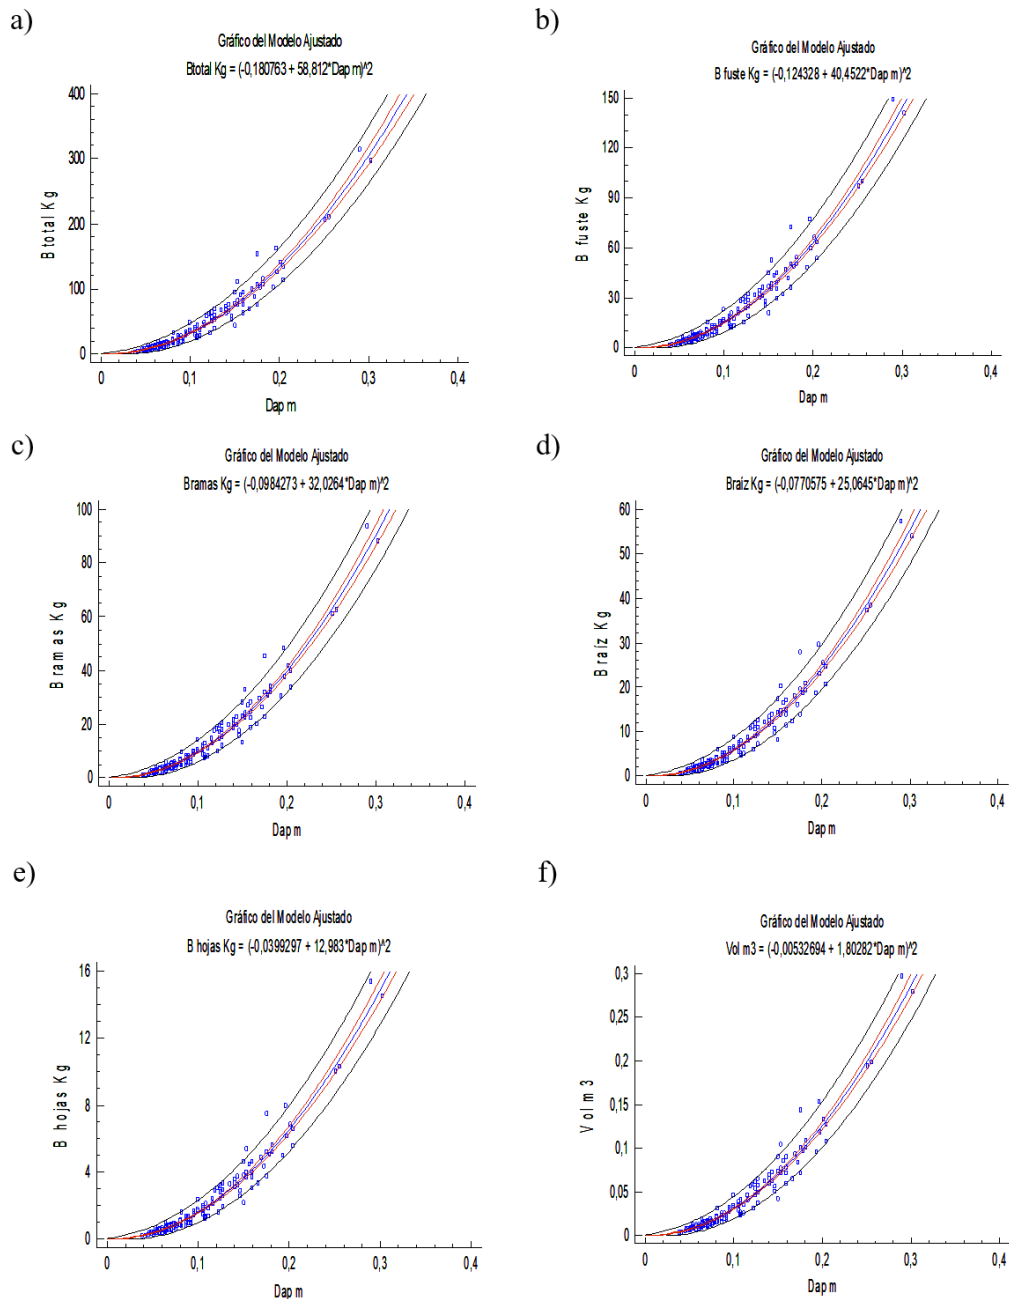 a)
Gráfico del Modelo Ajustado
Btotal Kg = (-0,180763 + 58,812*Dap m)^2
Btotal Kg
400
300
200
100
0
0 0,1 0,2 0,3 0,4
Dap m
b)
Gráfico del Modelo Ajustado
B fuste Kg = (-0,124328 + 40,4522*Dap m)^2
B fuste Kg
150
120
90
60
30
0
0 0,1 0,2 0,3 0,4
Dap m
c)
Gráfico del Modelo Ajustado
Bramas Kg = (-0,0984273 + 32,0264*Dap m)^2
Bramas Kg
100
80
60
40
20
0
0 0,1 0,2 0,3 0,4
Dap m
d)
Gráfico del Modelo Ajustado
Braíz Kg = (-0,0770575 + 25,0645*Dap m)^2
Braíz Kg
60
50
40
30
20
10
0
0 0,1 0,2 0,3 0,4
Dap m
e)
Gráfico del Modelo Ajustado
B hojas Kg = (-0,0399297 + 12,983*Dap m)^2
B hojas Kg
16
12
8
4
0
0 0,1 0,2 0,3 0,4
Dap m
f)
Gráfico del Modelo Ajustado
Vol m3 = (-0,00532694 + 1,80282*Dap m)^2
Vol m3
0,3
0,25
0,2
0,15
0,1
0,05
0
0 0,1 0,2 0,3 0,4
Dap m